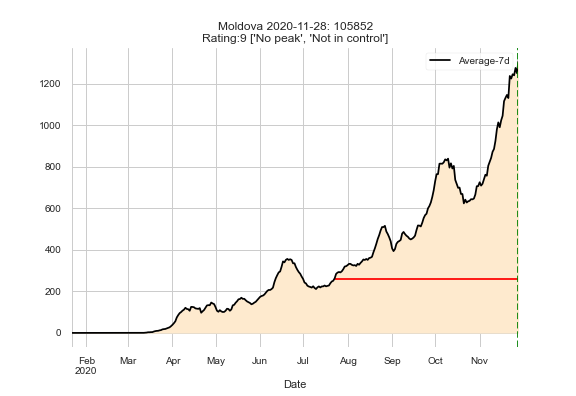 Moldova 2020-11-28: 105852
Rating:9 ['No peak', 'Not in control']
Average-7d
1200
1000
800
600
400
200
0
Feb Mar Apr May Jun Jul Aug Sep Oct Nov
2020
Date